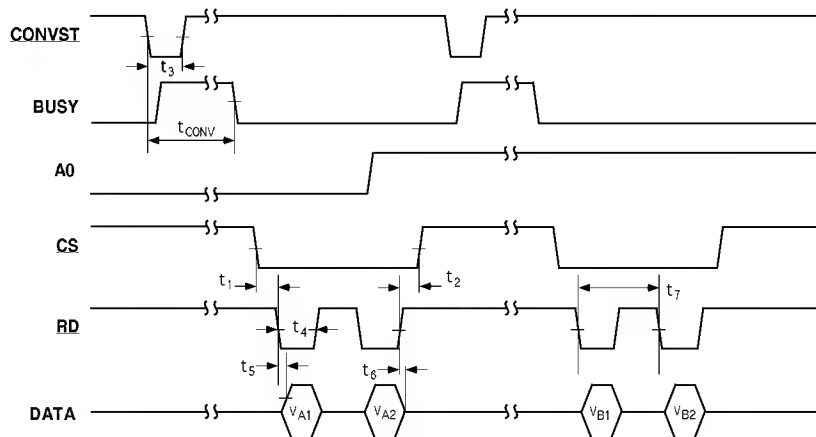 CONVST
t3
BUSY
tCONV
A0
CS
t1
t2
t7
RD
t4
t5
t6
DATA
VA1
VA2
VB1
VB2